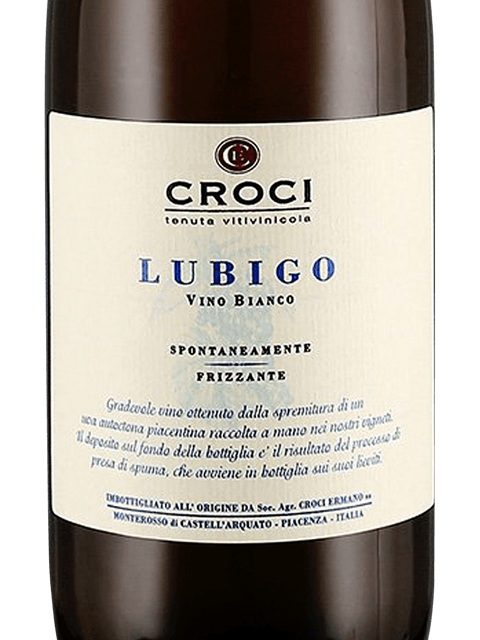 CROCI
tenuta vitivinicola
LUBIGO
VINO BIANCO
SPONTANEAMENTE
FRIZZANTE
Gradevole vino ottenuto dalla spremitura di un
uva autoctona piacentina raccolta a mano nei nostri vigneti.
Il deposito sul fondo della bottiglia e' il risultato del processo di
presa di spuma, che avviene in bottiglia sui suoi lieviti.
IMBOTTIGLIATO ALL' ORIGINE DA Soc. Agr. CROCI ERMANO ss
MONTEROSSO di CASTELL'ARQUATO - PIACENZA - ITALIA